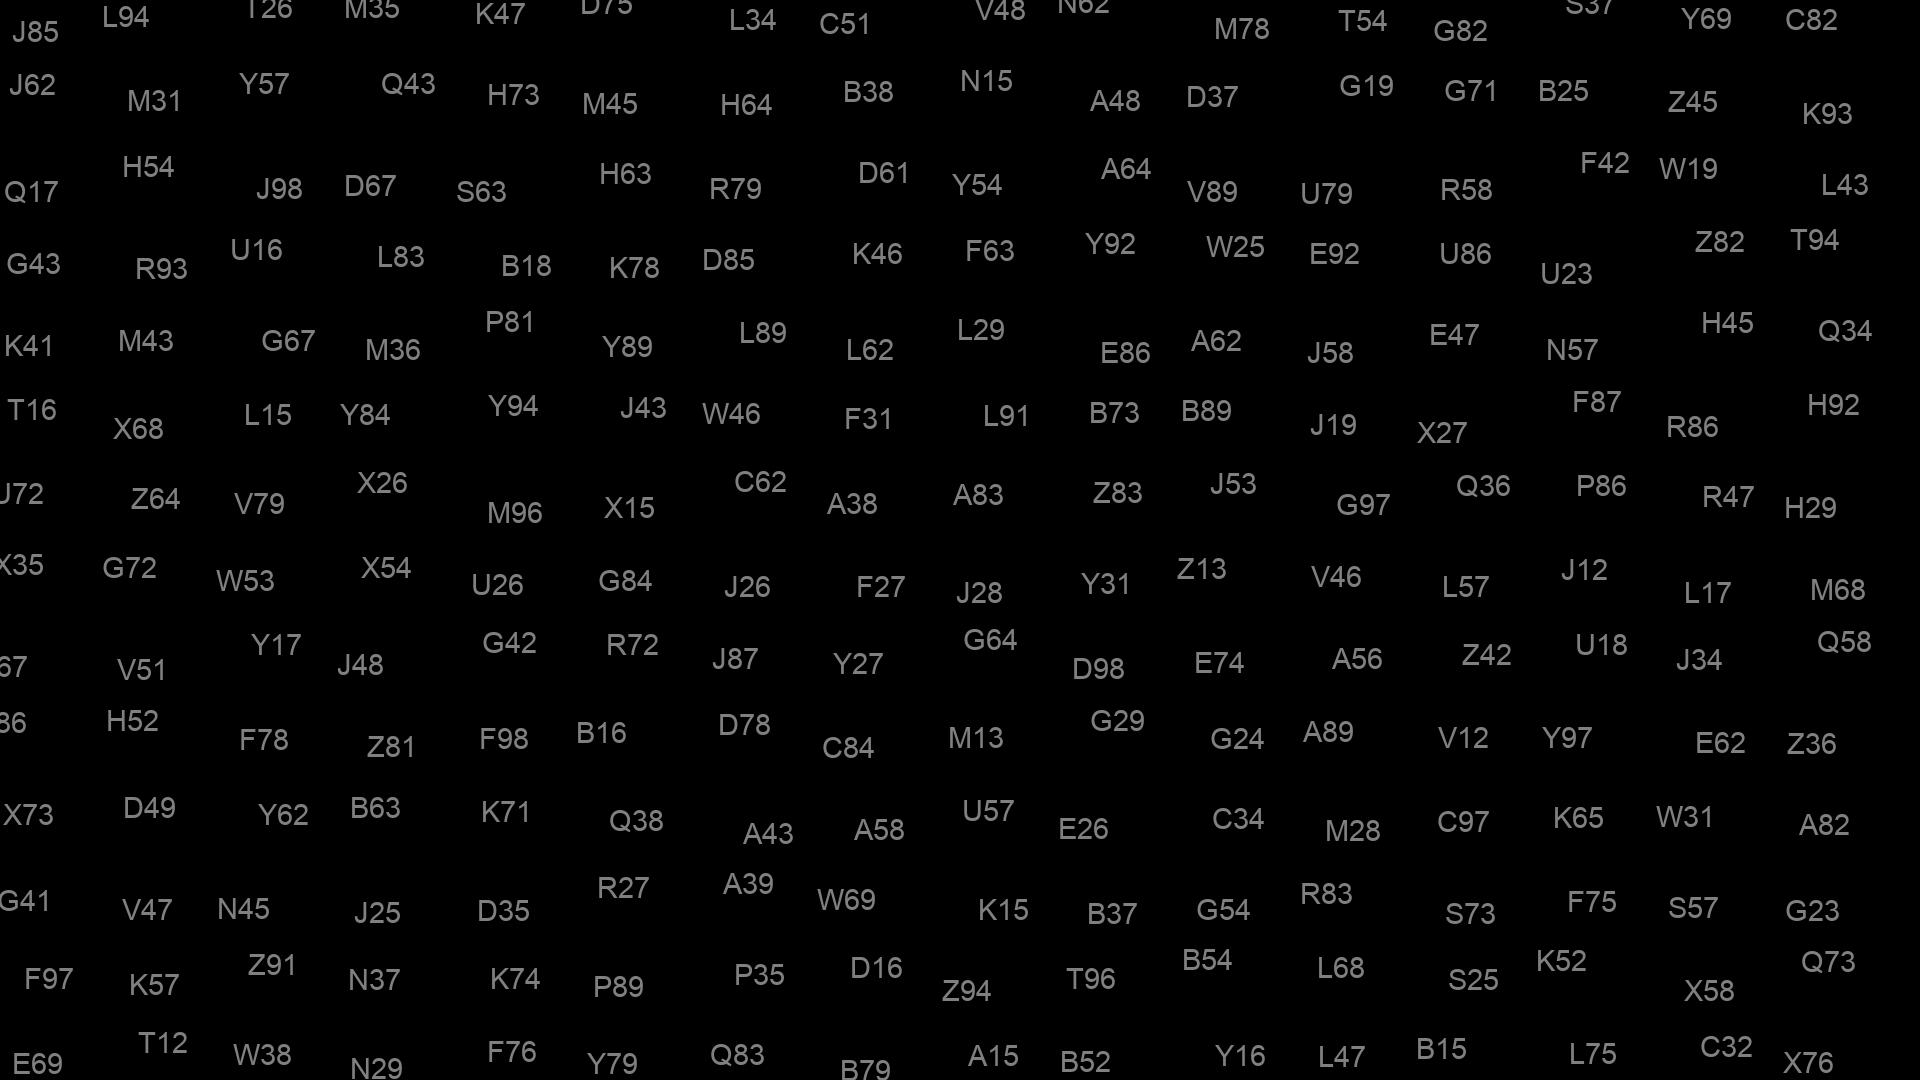 J85 L94 T26 M35 K47 D75 L34 C51 V48 N62 M78 T54 G82 S37 Y69 C82
J62 M31 Y57 Q43 H73 M45 H64 B38 N15 A48 D37 G19 G71 B25 Z45 K93
Q17 H54 J98 D67 S63 H63 R79 D61 Y54 A64 V89 U79 R58 F42 W19 L43
G43 R93 U16 L83 B18 K78 D85 K46 F63 Y92 W25 E92 U86 U23 Z82 T94
K41 M43 G67 M36 P81 Y89 L89 L62 L29 E86 A62 J58 E47 N57 H45 Q34
T16 X68 L15 Y84 Y94 J43 W46 F31 L91 B73 B89 J19 X27 F87 R86 H92
U72 Z64 V79 X26 M96 X15 C62 A38 A83 Z83 J53 G97 Q36 P86 R47 H29
X35 G72 W53 X54 U26 G84 J26 F27 J28 Y31 Z13 V46 L57 J12 L17 M68
67 V51 Y17 J48 G42 R72 J87 Y27 G64 D98 E74 A56 Z42 U18 J34 Q58
86 H52 F78 Z81 F98 B16 D78 C84 M13 G29 G24 A89 V12 Y97 E62 Z36
X73 D49 Y62 B63 K71 Q38 A43 A58 U57 E26 C34 M28 C97 K65 W31 A82
G41 V47 N45 J25 D35 R27 A39 W69 K15 B37 G54 R83 S73 F75 S57 G23
F97 K57 Z91 N37 K74 P89 P35 D16 Z94 T96 B54 L68 S25 K52 X58 Q73
E69 T12 W38 N29 F76 Y79 Q83 B79 A15 B52 Y16 L47 B15 L75 C32 X76